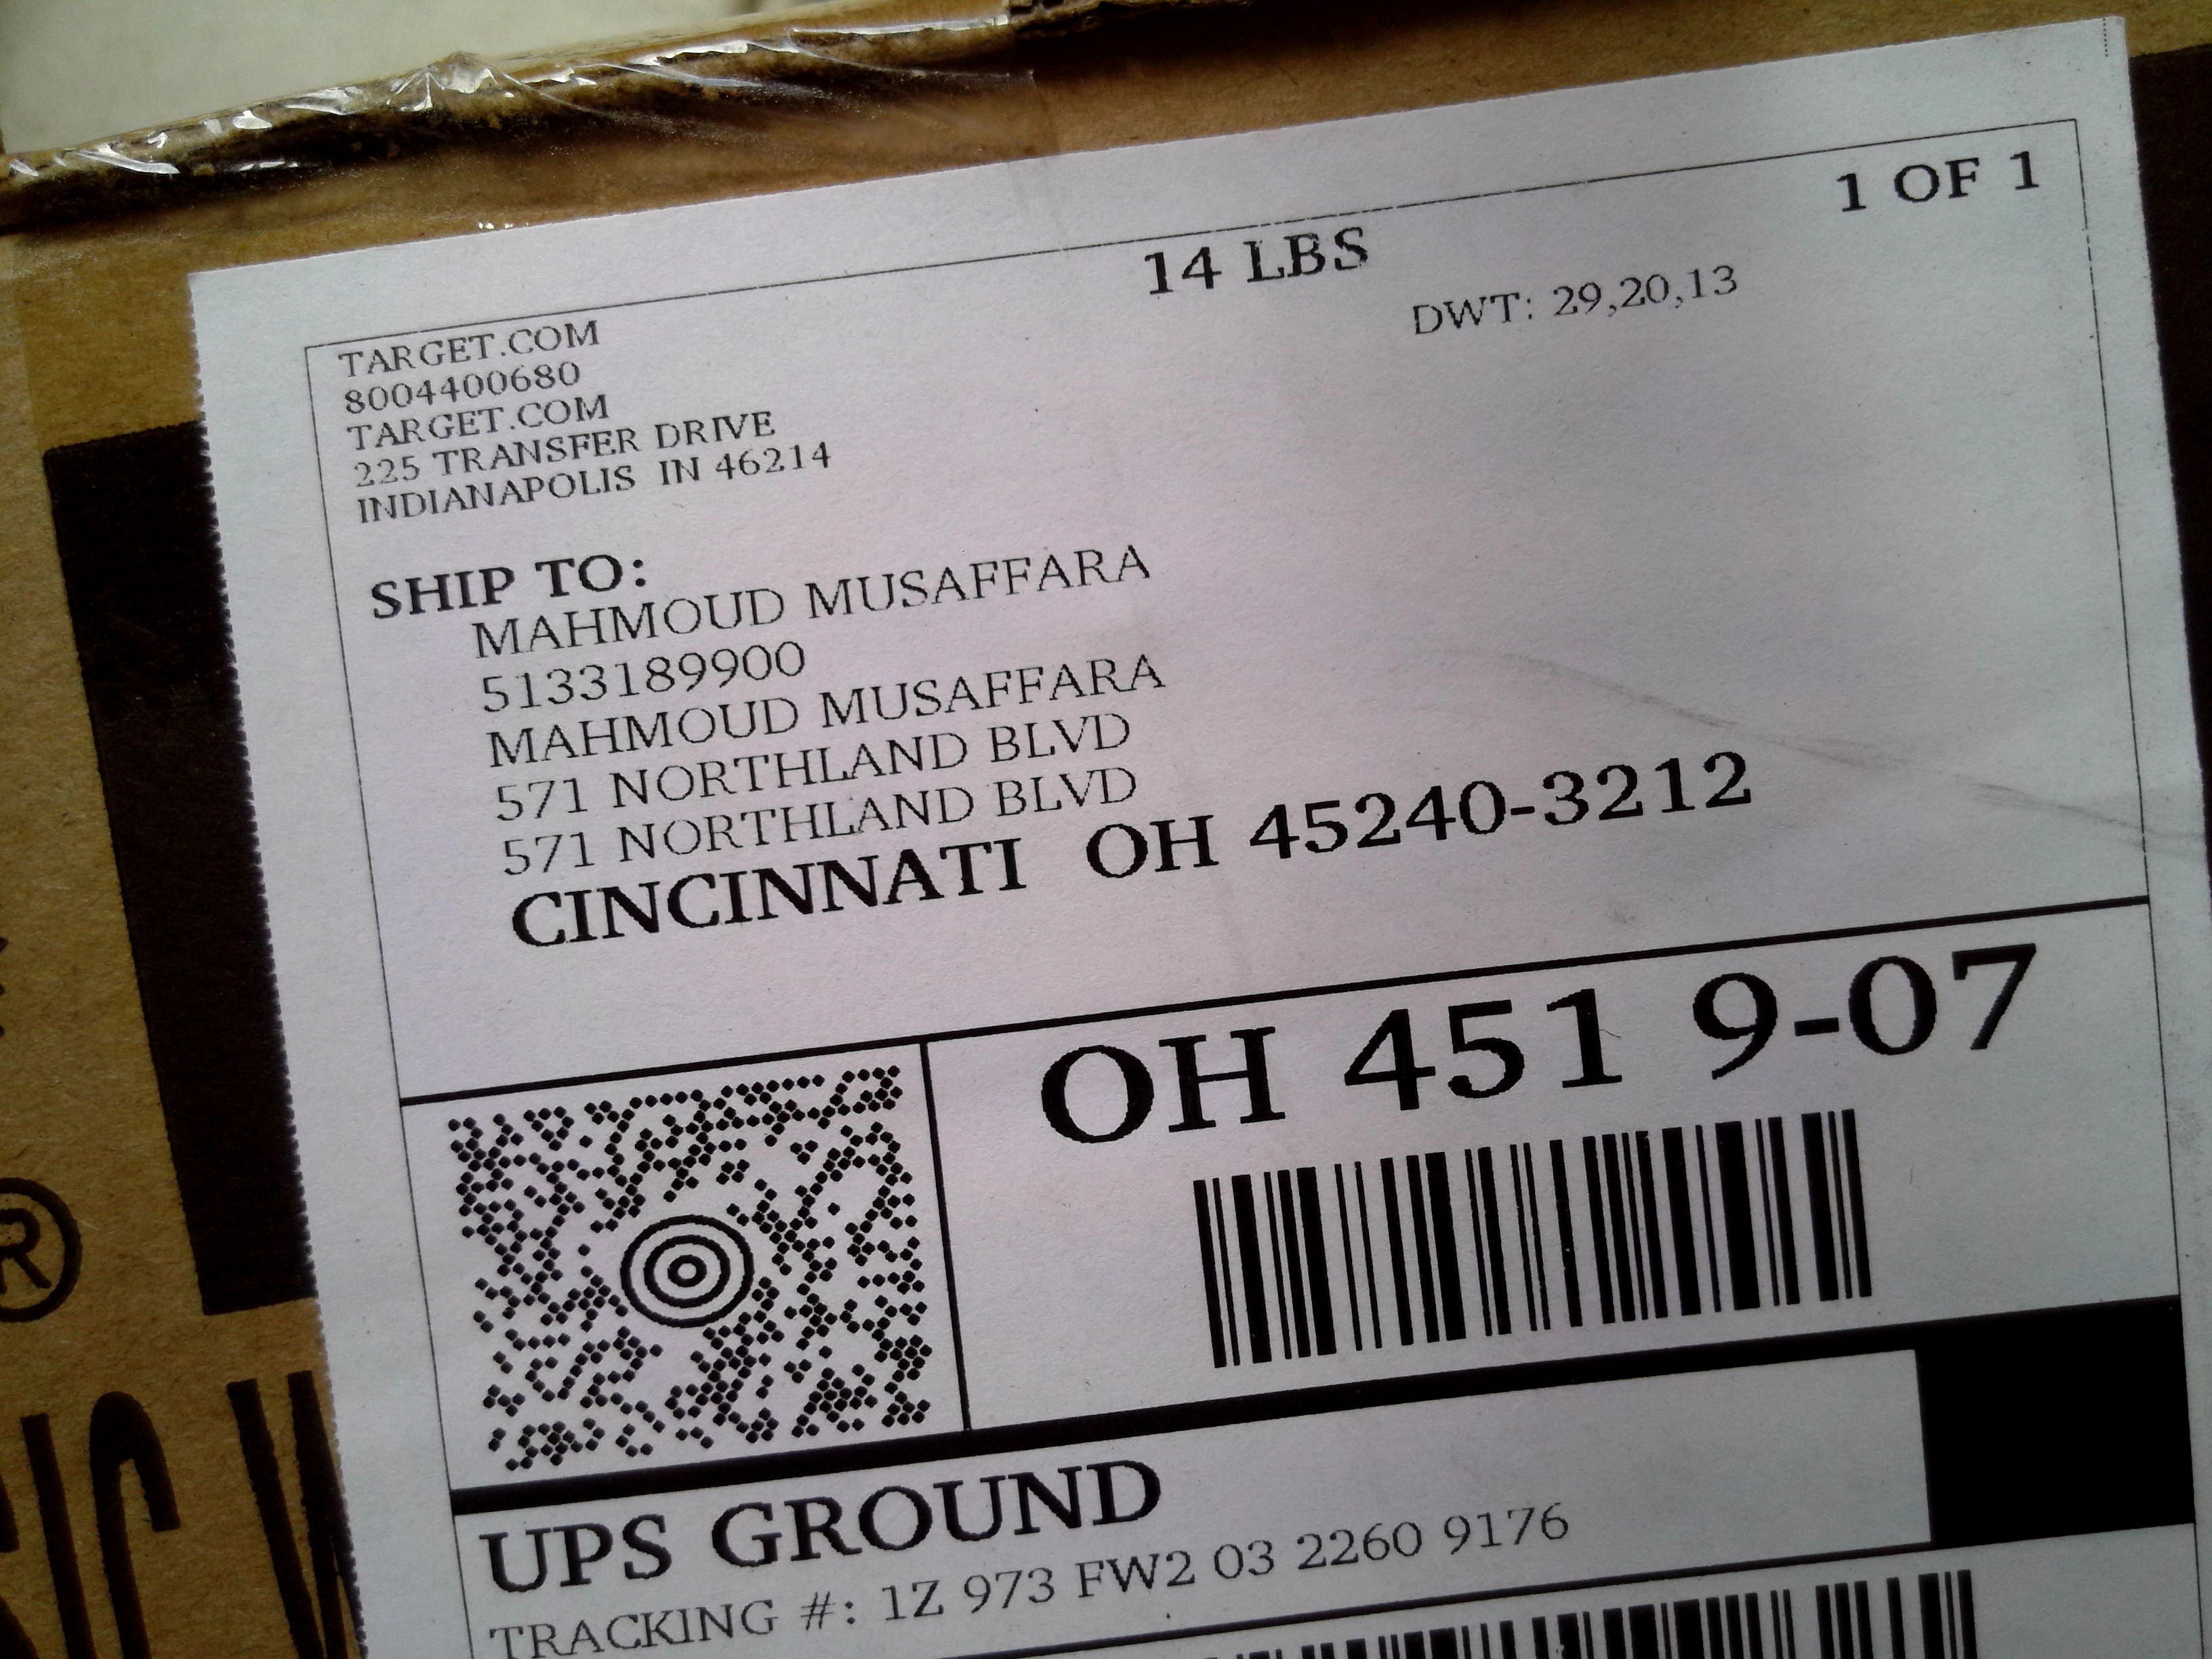 1 OF 1
14 LBS
DWT: 29,20,13
TARGET.COM
8004400680
TARGET.COM
225 TRANSFER DRIVE
INDIANAPOLIS IN 46214
SHIP TO:
MAHMOUD MUSAFFARA
5133189900
MAHMOUD MUSAFFARA
571 NORTHLAND BLVD
571 NORTHLAND BLVD
CINCINNATI OH 45240-3212
OH 451 9-07
UPS GROUND
TRACKING #: 1Z 973 FW2 03 2260 9176
®